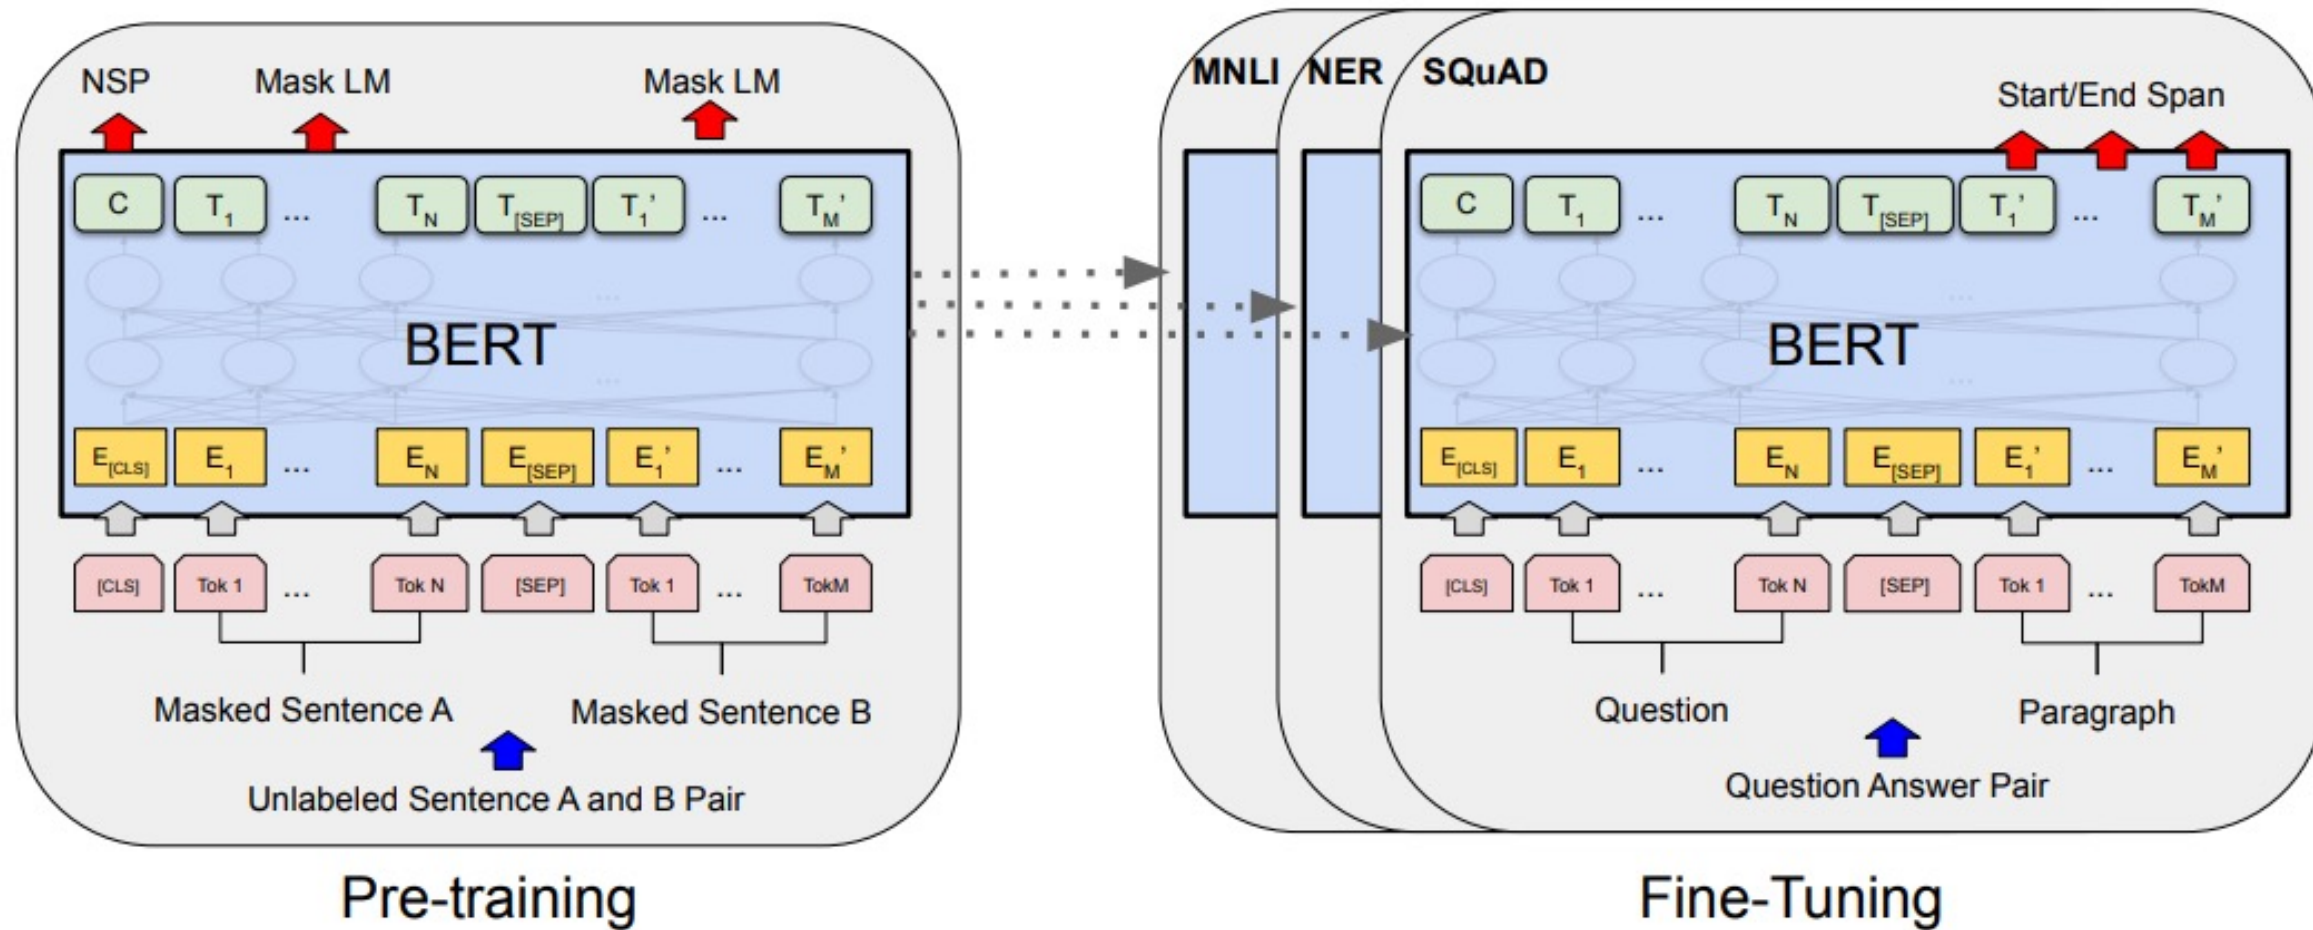 NSP Mask LM Mask LM
C T1 ... TN T[SEP] T1' ... TM'
...
BERT
...
E[CLS] E1 ... EN E[SEP] E1' ... EM'
[CLS] Tok 1 ... Tok N [SEP] Tok 1 ... TokM
Masked Sentence A Masked Sentence B
Unlabeled Sentence A and B Pair
Pre-training
MNLI NER SQuAD
Start/End Span
C T1 ... TN T[SEP] T1' ... TM'
...
BERT
...
E[CLS] E1 ... EN E[SEP] E1' ... EM'
[CLS] Tok 1 ... Tok N [SEP] Tok 1 ... TokM
Question Paragraph
Question Answer Pair
Fine-Tuning